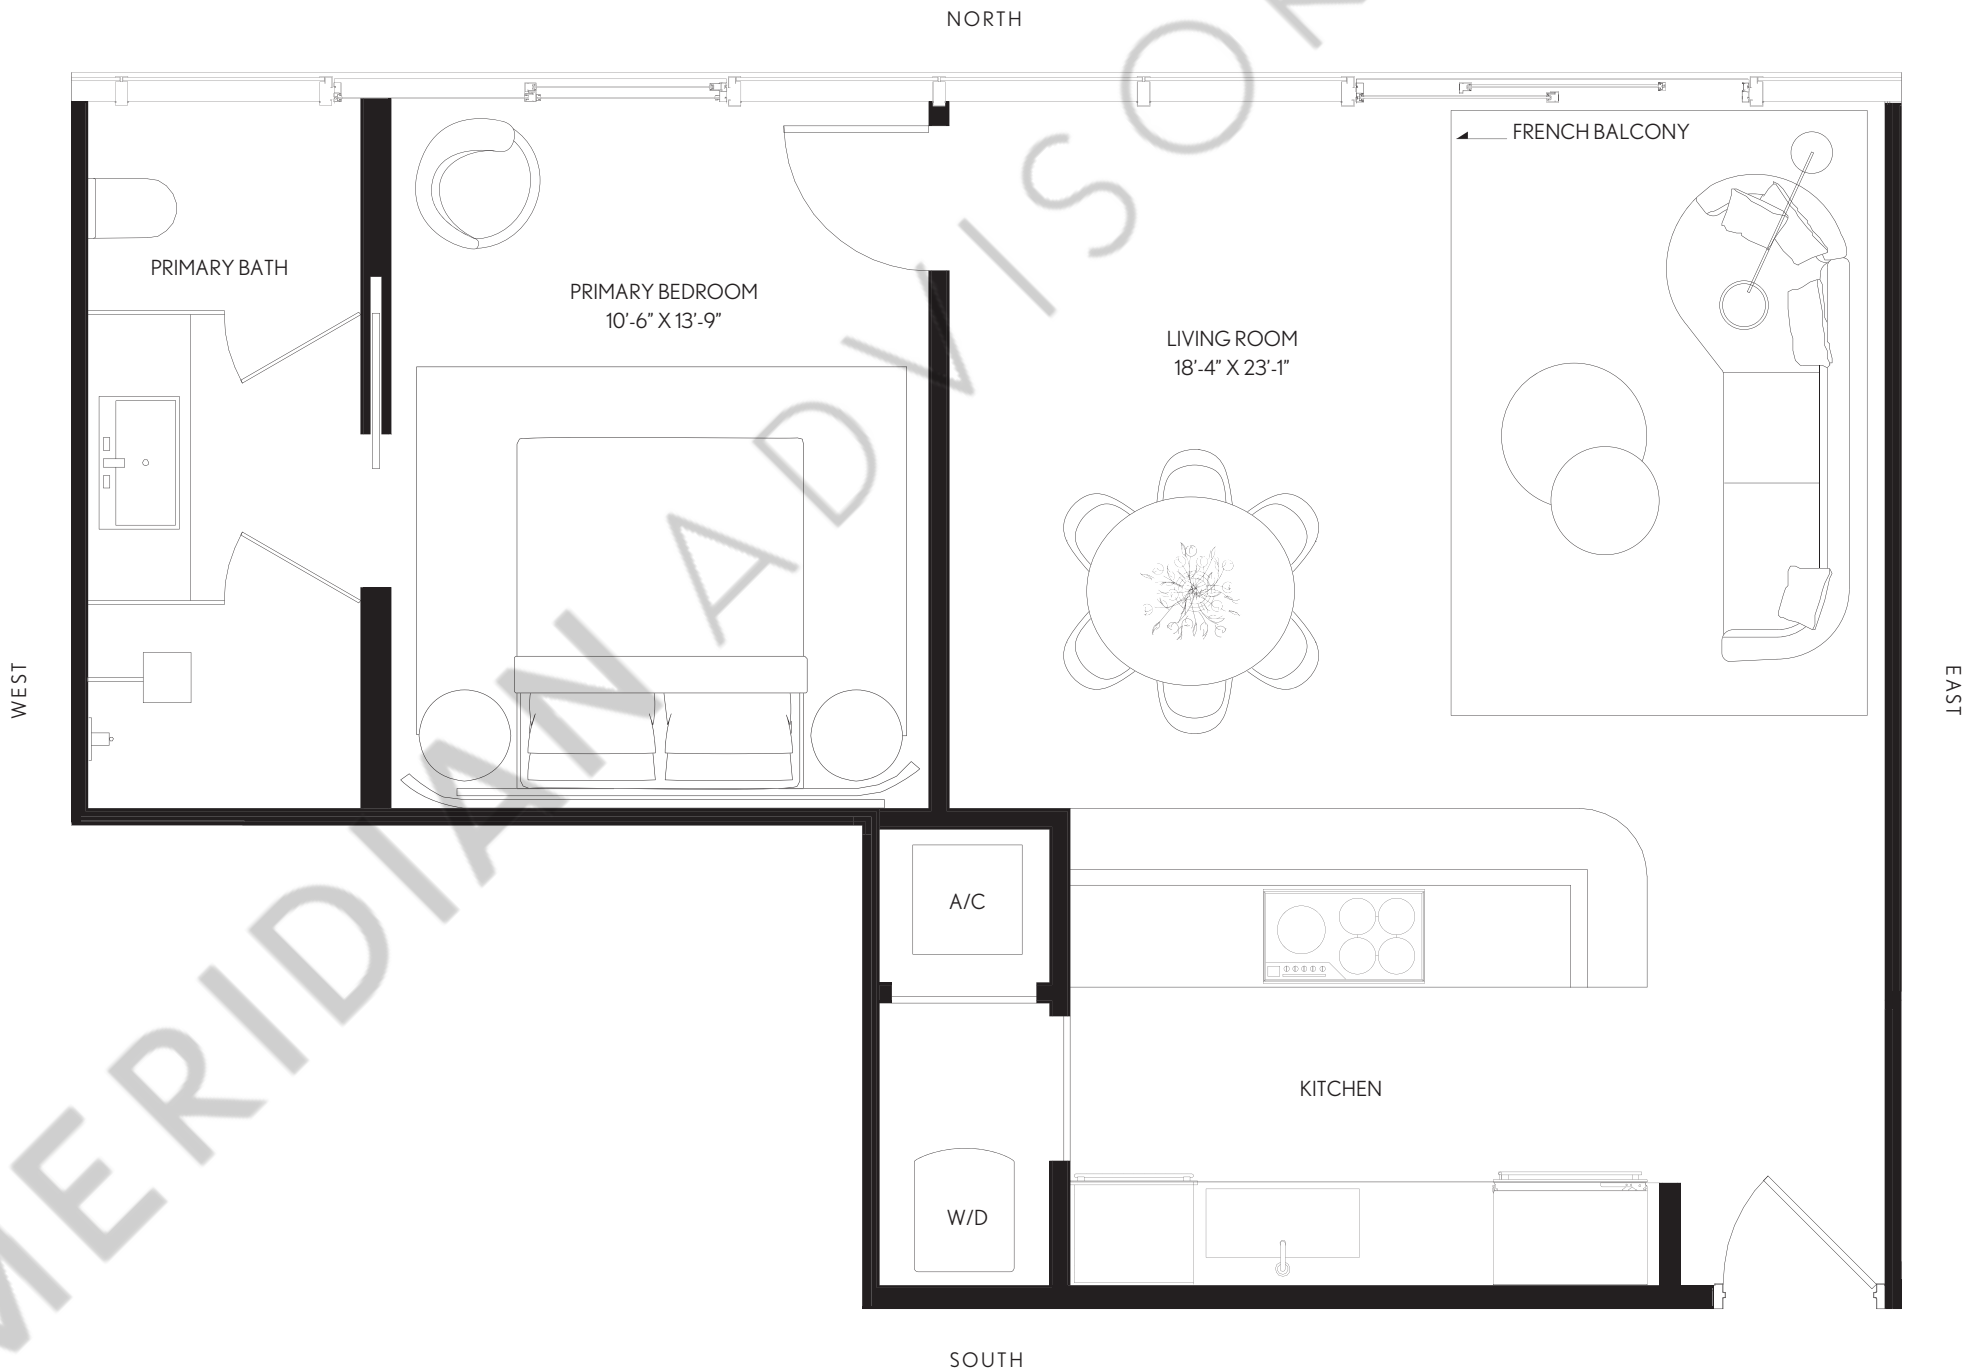 NORTH
FRENCH BALCONY
PRIMARY BATH
PRIMARY BEDROOM
10'-6" X 13'-9"
LIVING ROOM
18'-4" X 23'-1"
WEST
EAST
A/C
KITCHEN
W/D
SOUTH
MERIDIAN ADVISOR